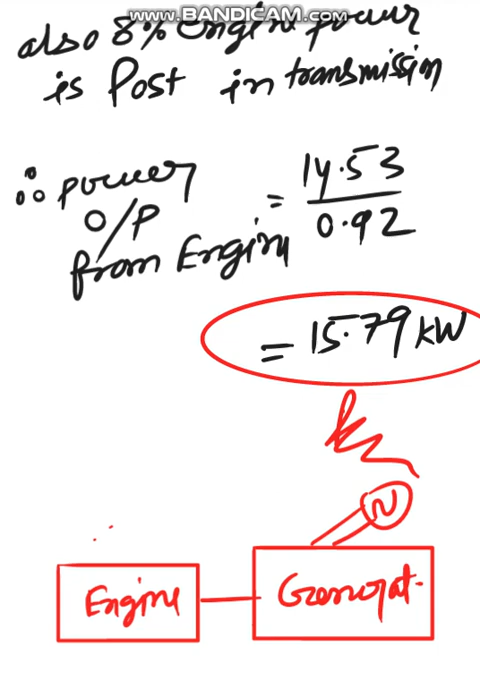 www.BANDICAM.com
also 8% engine power
is Post in transmission
∴ power
O/P
from Engine
= 14.53
0.92
= 15.79 kW
N
Engine
Generat-